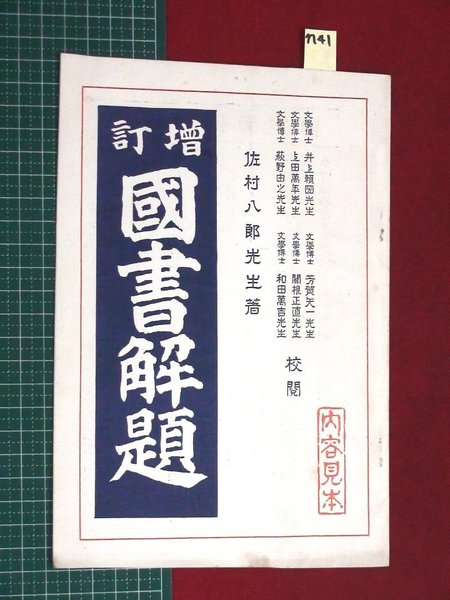 n41
文學博士 井上頼圀先生
文學博士 上田萬年先生
文學博士 萩野由之先生
文學博士 芳賀矢一先生
文學博士 關根正直先生
文學博士 和田萬吉先生
校閲
佐村八郎先生著
增訂
國書解題
內容見本